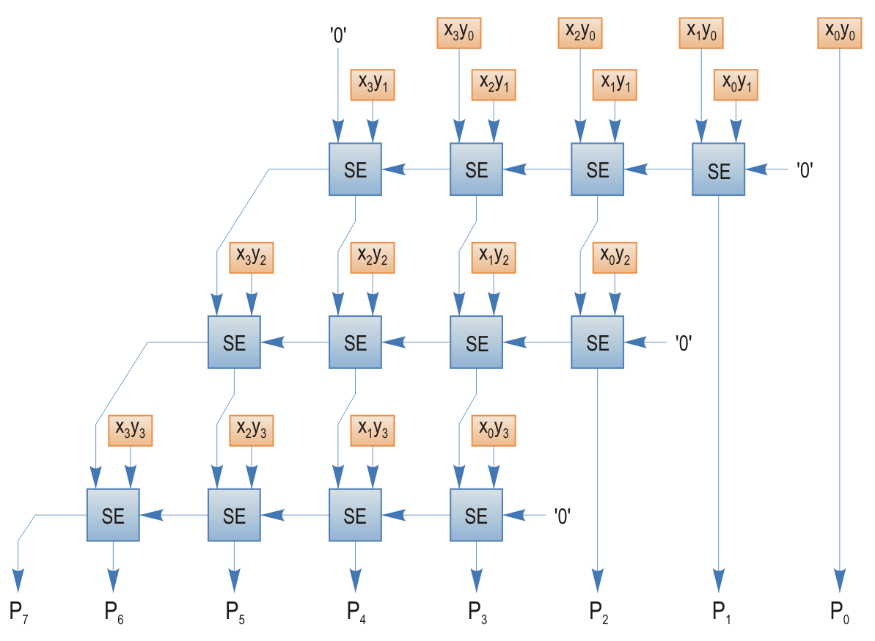 '0' x₃y₀ x₂y₀ x₁y₀ x₀y₀
x₃y₁ x₂y₁ x₁y₁ x₀y₁
SE SE SE SE '0'
x₃y₂ x₂y₂ x₁y₂ x₀y₂
SE SE SE SE '0'
x₃y₃ x₂y₃ x₁y₃ x₀y₃
SE SE SE SE '0'
P₇ P₆ P₅ P₄ P₃ P₂ P₁ P₀